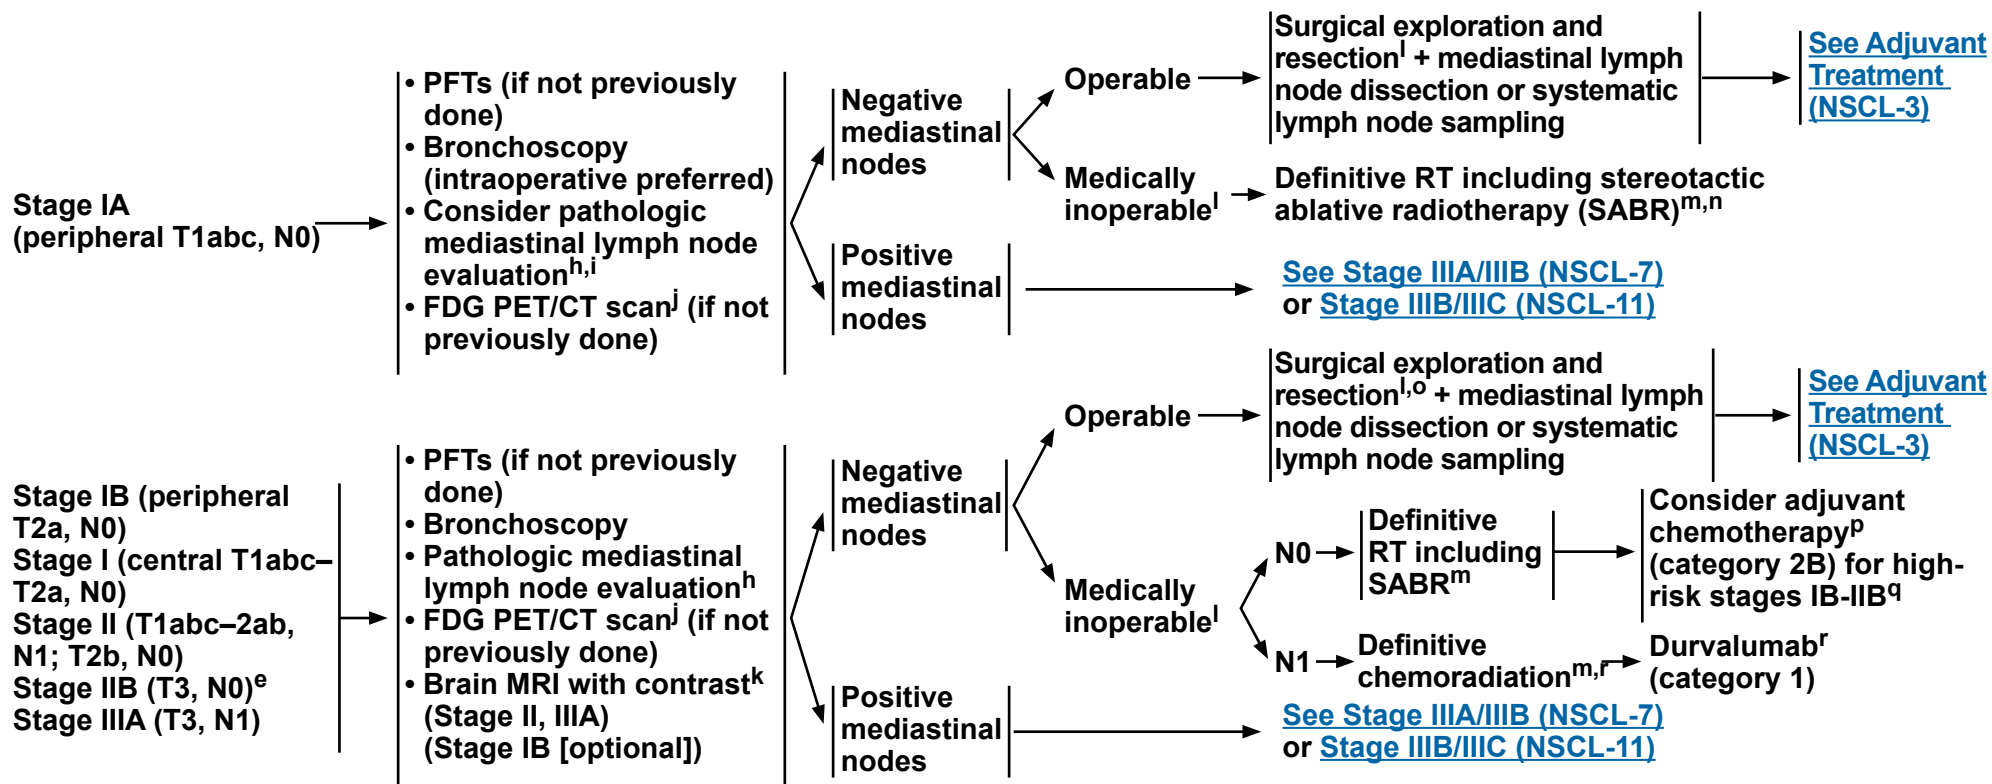 Stage IA
(peripheral T1abc, N0)
• PFTs (if not previously
done)
• Bronchoscopy
(intraoperative preferred)
• Consider pathologic
mediastinal lymph node
evaluationh,i
• FDG PET/CT scanj (if not
previously done)
Negative
mediastinal
nodes
Operable
Surgical exploration and
resectionl + mediastinal lymph
node dissection or systematic
lymph node sampling
See Adjuvant
Treatment
(NSCL-3)
Medically
inoperablel
Definitive RT including stereotactic
ablative radiotherapy (SABR)m,n
Positive
mediastinal
nodes
See Stage IIIA/IIIB (NSCL-7)
or Stage IIIB/IIIC (NSCL-11)
Stage IB (peripheral
T2a, N0)
Stage I (central T1abc–
T2a, N0)
Stage II (T1abc–2ab,
N1; T2b, N0)
Stage IIB (T3, N0)e
Stage IIIA (T3, N1)
• PFTs (if not previously
done)
• Bronchoscopy
• Pathologic mediastinal
lymph node evaluationh
• FDG PET/CT scanj (if not
previously done)
• Brain MRI with contrastk
(Stage II, IIIA)
(Stage IB [optional])
Negative
mediastinal
nodes
Operable
Surgical exploration and
resectionl,o + mediastinal lymph
node dissection or systematic
lymph node sampling
See Adjuvant
Treatment
(NSCL-3)
Medically
inoperablel
N0
Definitive
RT including
SABRm
Consider adjuvant
chemotherapyp
(category 2B) for high-
risk stages IB-IIBq
N1
Definitive
chemoradiationm,r
Durvalumabr
(category 1)
Positive
mediastinal
nodes
See Stage IIIA/IIIB (NSCL-7)
or Stage IIIB/IIIC (NSCL-11)